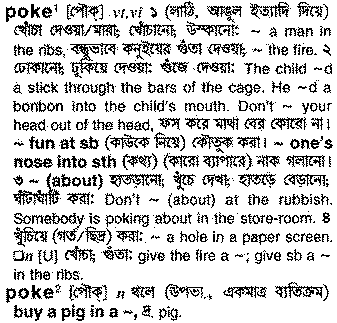 poke¹ [পৌক্] vt,vi ১ (লাঠি, আঙুল ইত্যাদি দিয়ে)
খোঁচা দেওয়া/মারা; খোঁচানো; উস্কানো: ~ a man in
the ribs, বন্ধুভাবে কনুইয়ের গুঁতা দেওয়া; ~ the fire. ২
ঢোকানো; ঢুকিয়ে দেওয়া; গুঁজে দেওয়া: The child ~d
a stick through the bars of the cage. He ~d a
bonbon into the child's mouth. Don't ~ your
head out of the head, ফস করে মাথা বের কোরো না।
~ fun at sb (কাউকে নিয়ে) কৌতুক করা। ~ one's
nose into sth (কথ্য) (কারো ব্যাপারে) নাক গলানো।
৩ ~ (about) হাতড়ানো; খুঁচে দেখা; হাতড়ে বেড়ানো;
ঘাঁটাঘাঁটি করা: Don't ~ (about) at the rubbish.
Somebody is poking about in the store-room. ৪
খুঁচিয়ে (গর্ত/ছিদ্র) করা: ~ a hole in a paper screen.
□n [U] খোঁচা; গুঁতা: give the fire a ~; give sb a ~
in the ribs.
poke² [পৌক্] n থলে (উপভা., একমাত্র ব্যতিক্রম)
buy a pig in a ~, দ্র. pig.